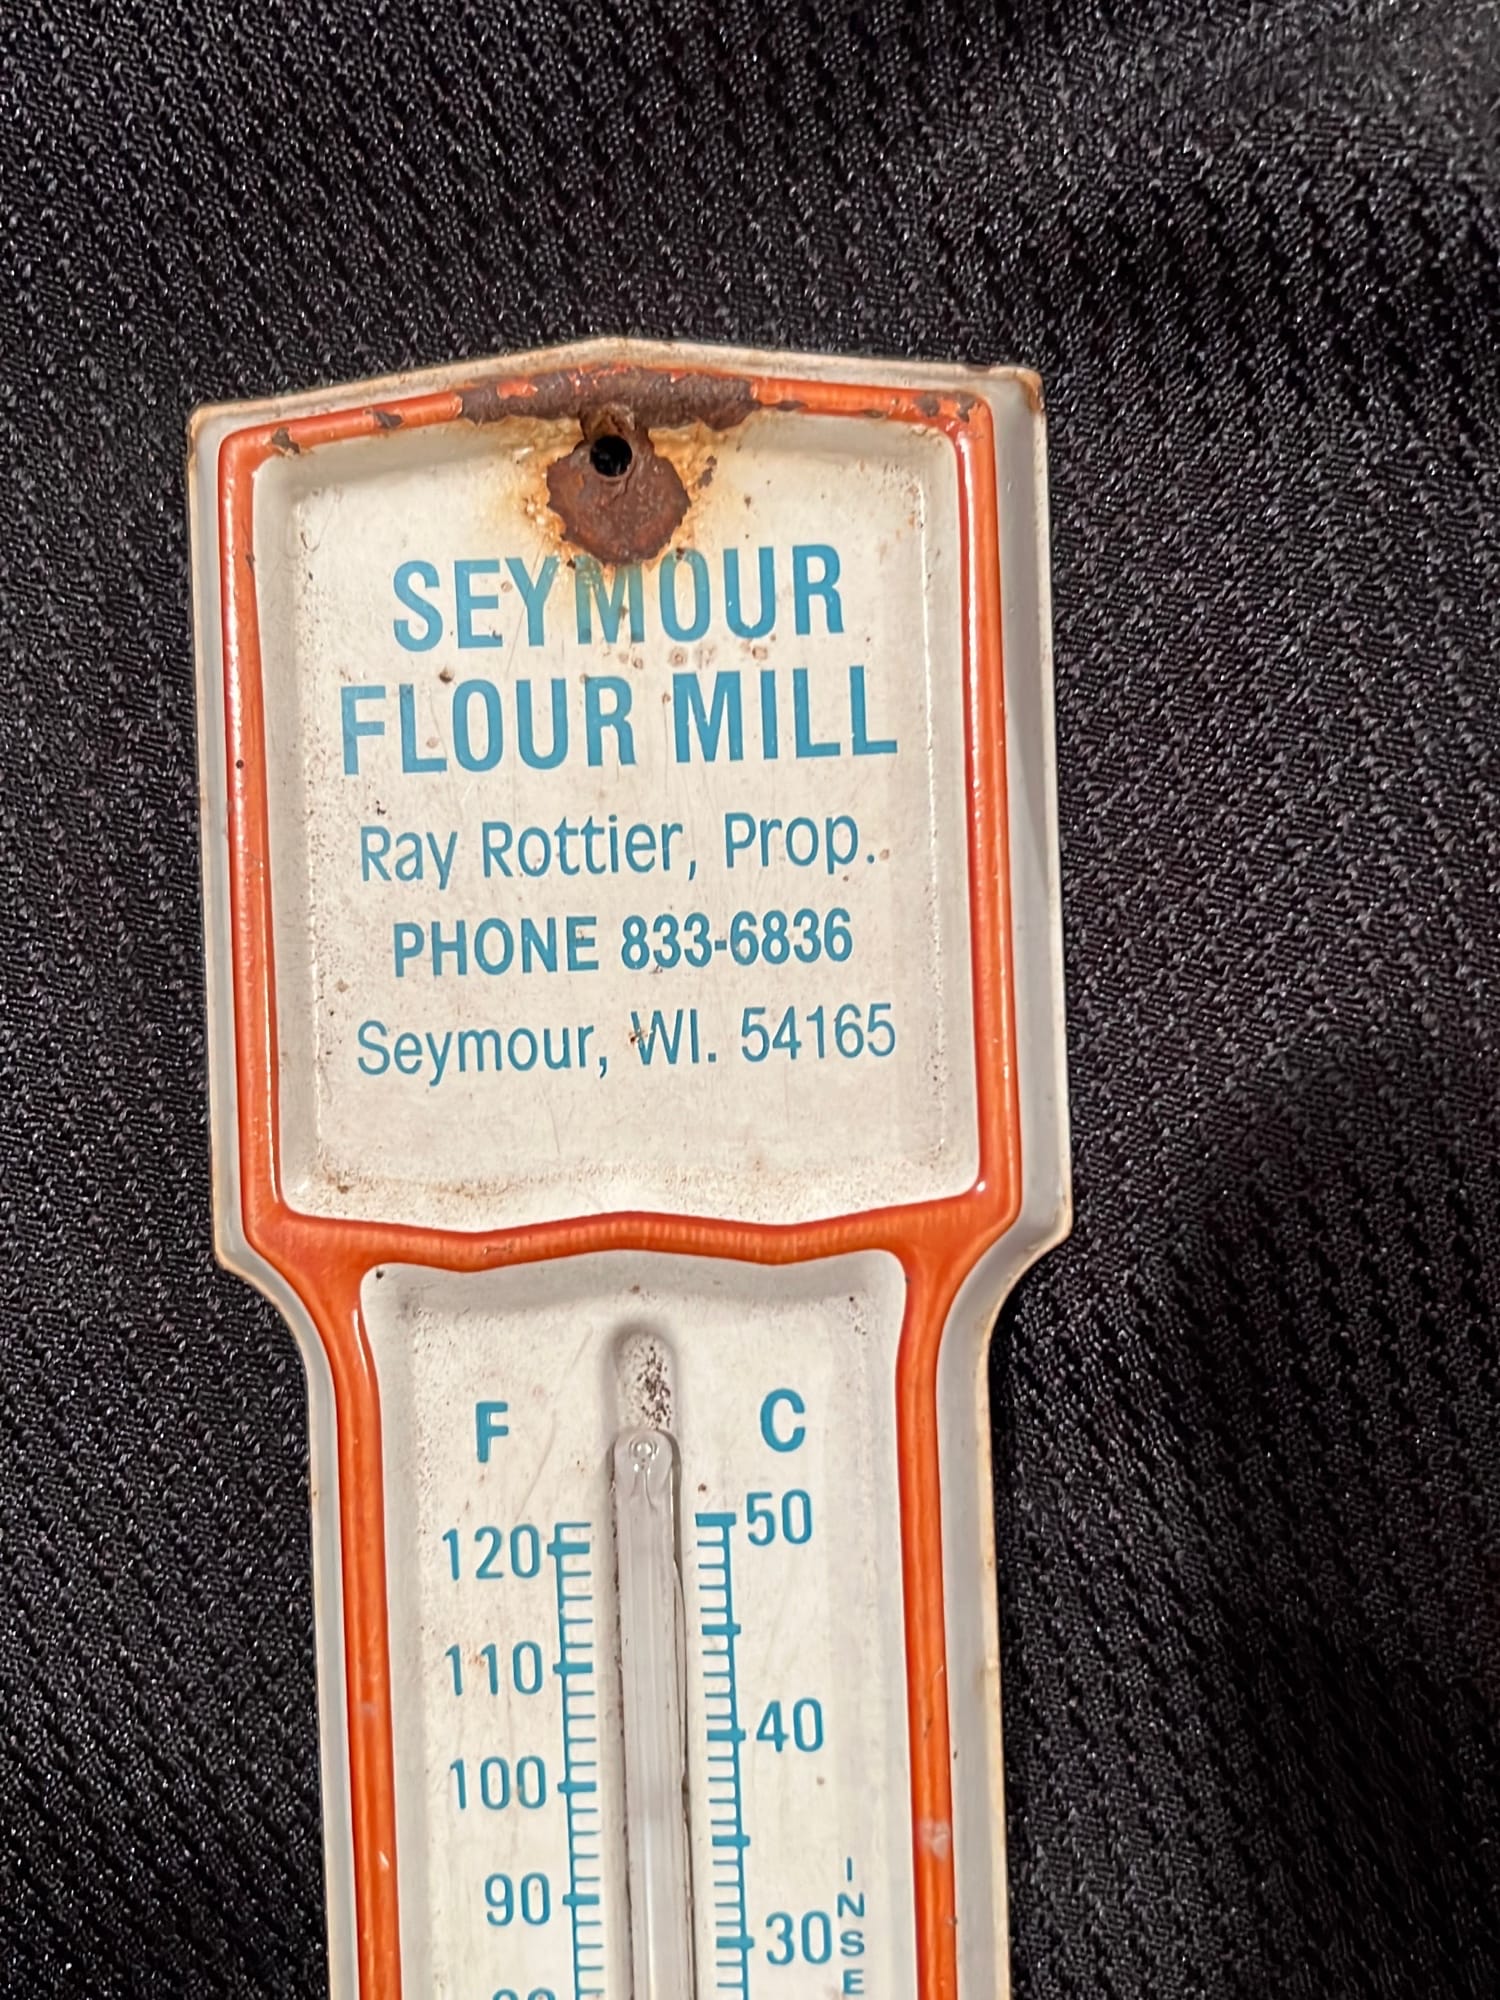 SEYMOUR
FLOUR MILL
Ray Rottier, Prop.
PHONE 833-6836
Seymour, WI. 54165
F C
120 50
110
40
100
90
30
INSE